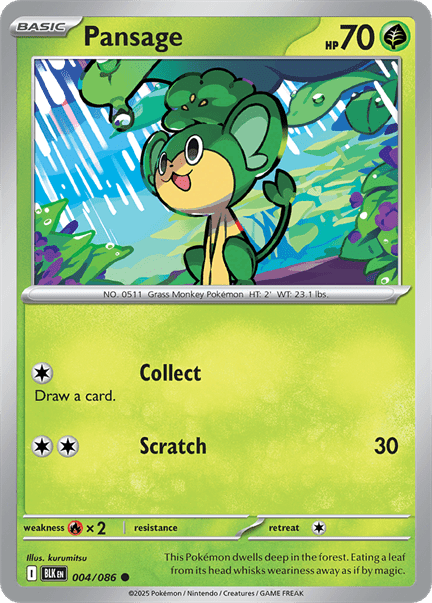 BASIC
Pansage
HP 70
NO. 0511 Grass Monkey Pokémon HT: 2' WT: 23.1 lbs.
Collect
Draw a card.
Scratch 30
weakness ×2 resistance retreat
Illus. kurumitsu
This Pokémon dwells deep in the forest. Eating a leaf
from its head whisks weariness away as if by magic.
I BLK EN 004/086
©2025 Pokémon / Nintendo / Creatures / GAME FREAK